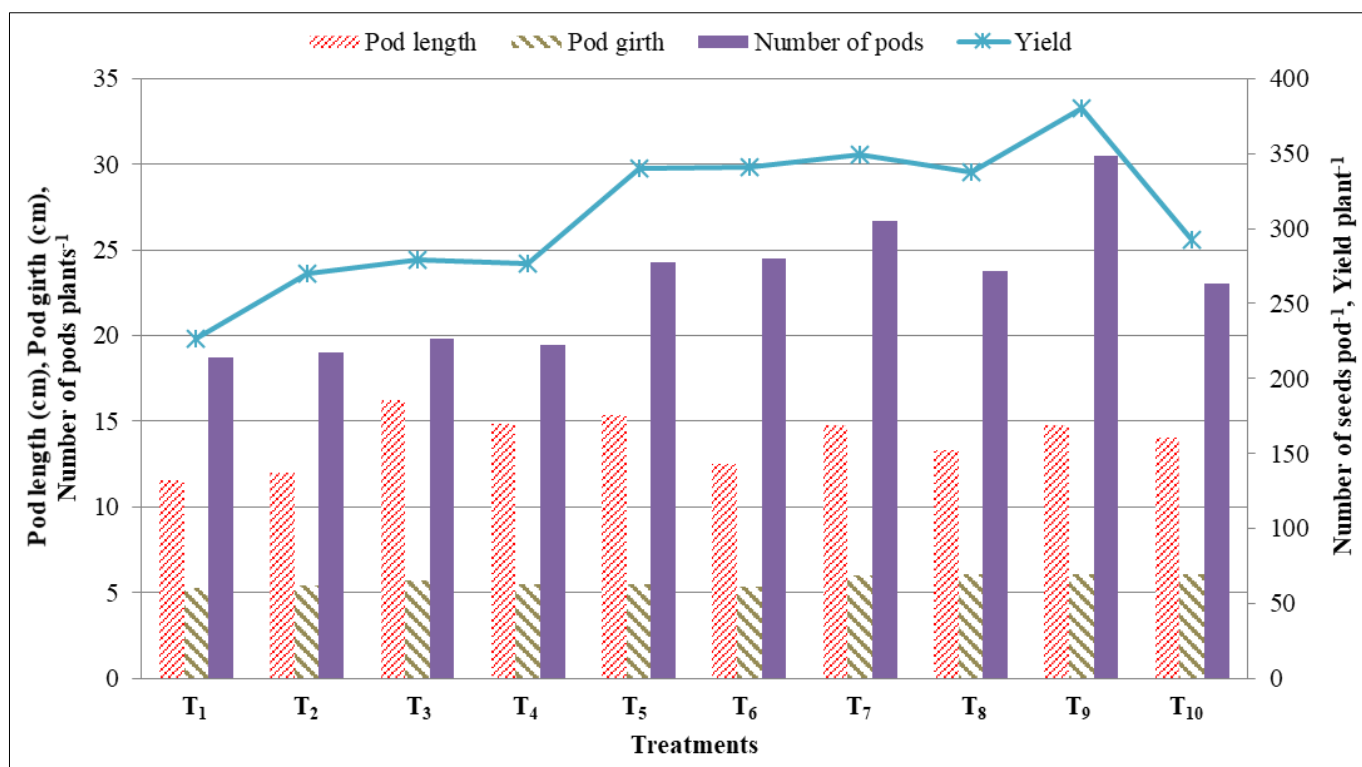 Pod length Pod girth Number of pods Yield
35
30
25
20
15
10
5
0
400
350
300
250
200
150
100
50
0
Pod length (cm), Pod girth (cm),
Number of pods plants⁻¹
Number of seeds pod⁻¹, Yield plant⁻¹
T₁ T₂ T₃ T₄ T₅ T₆ T₇ T₈ T₉ T₁₀
Treatments